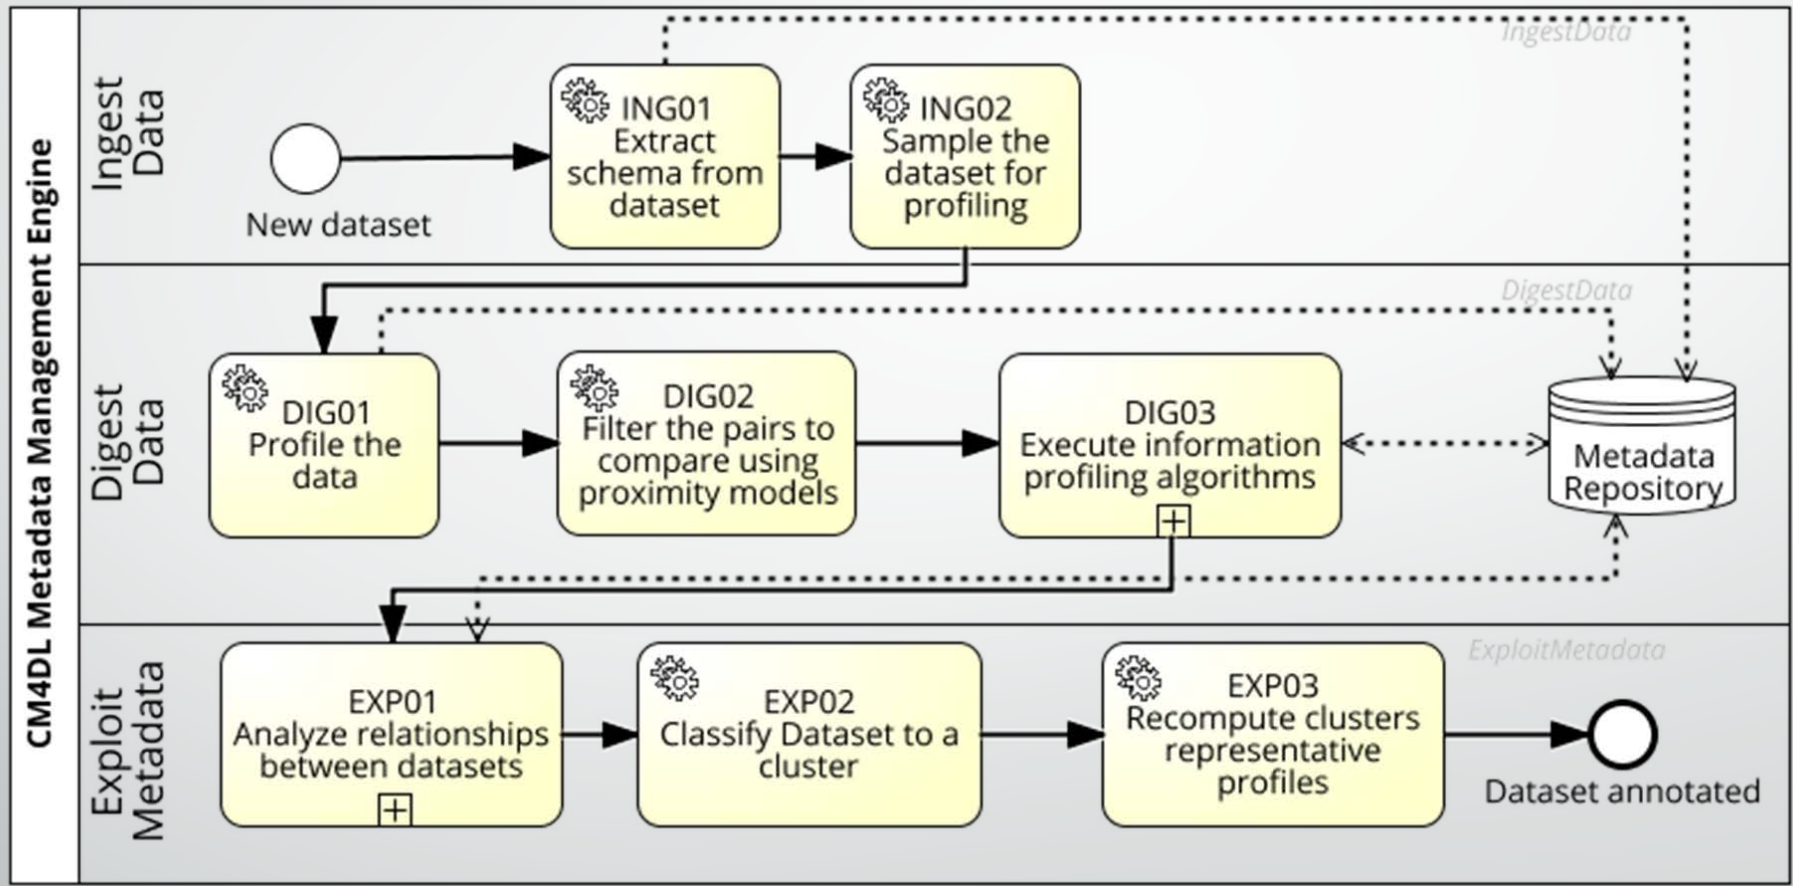 CM4DL Metadata Management Engine
Ingest
Data
IngestData
ING01
Extract
schema from
dataset
ING02
Sample the
dataset for
profiling
New dataset
Digest
Data
DigestData
DIG01
Profile the
data
DIG02
Filter the pairs to
compare using
proximity models
DIG03
Execute information
profiling algorithms
Metadata
Repository
Exploit
Metadata
ExploitMetadata
EXP01
Analyze relationships
between datasets
EXP02
Classify Dataset to a
cluster
EXP03
Recompute clusters
representative
profiles
Dataset annotated